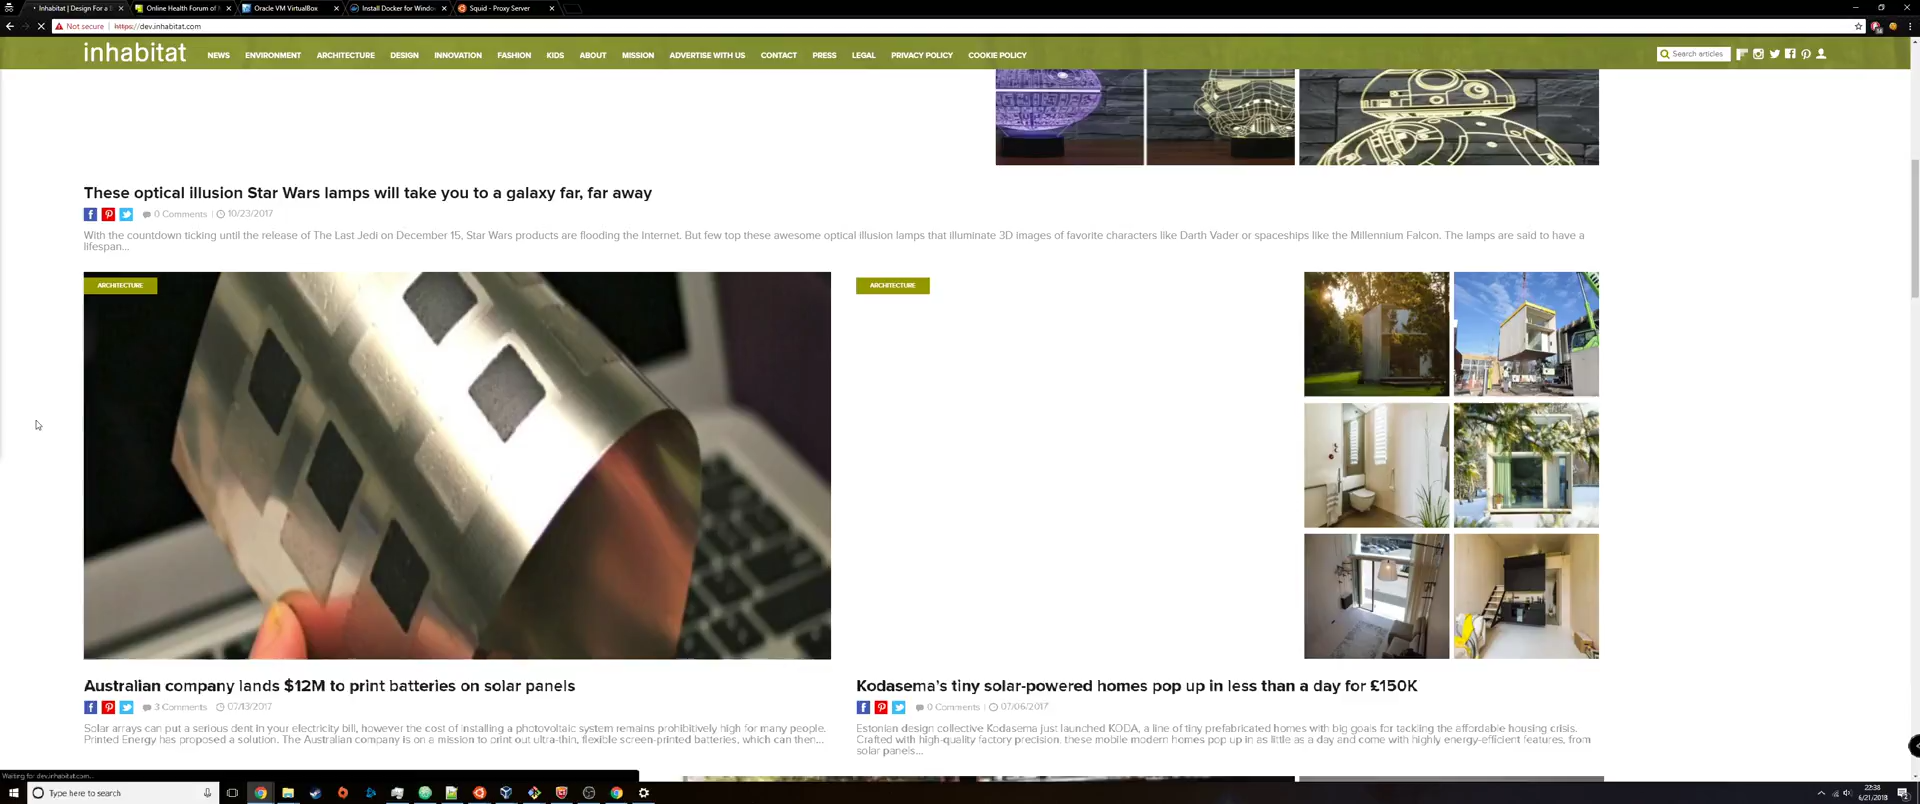 Inhabitat | Design For a
Online Health Forum of
Oracle VM VirtualBox
Install Docker for Windo
Squid - Proxy Server
Not secure | https://dev.inhabitat.com
inhabitat NEWS ENVIRONMENT ARCHITECTURE DESIGN INNOVATION FASHION KIDS ABOUT MISSION ADVERTISE WITH US CONTACT PRESS LEGAL PRIVACY POLICY COOKIE POLICY Search articles
These optical illusion Star Wars lamps will take you to a galaxy far, far away
0 Comments | 10/23/2017
With the countdown ticking until the release of The Last Jedi on December 15, Star Wars products are flooding the Internet. But few top these awesome optical illusion lamps that illuminate 3D images of favorite characters like Darth Vader or spaceships like the Millennium Falcon. The lamps are said to have a
lifespan...
ARCHITECTURE
ARCHITECTURE
Australian company lands $12M to print batteries on solar panels
3 Comments 07/13/2017
Solar arrays can put a serious dent in your electricity bill, however the cost of installing a photovoltaic system remains prohibitively high for many people.
Printed Energy has proposed a solution. The Australian company is on a mission to print out ultra-thin, flexible screen-printed batteries, which can then...
Kodasema's tiny solar-powered homes pop up in less than a day for £150K
0 Comments | 07/06/2017
Estonian design collective Kodasema just launched KODA, a line of tiny prefabricated homes with big goals for tackling the affordable housing crisis.
Crafted with high-quality factory precision, these mobile modern homes pop up in as little as a day and come with highly energy-efficient features, from
solar panels...
Waiting for dev.inhabitat.com...
Type here to search
22:38
6/21/2018